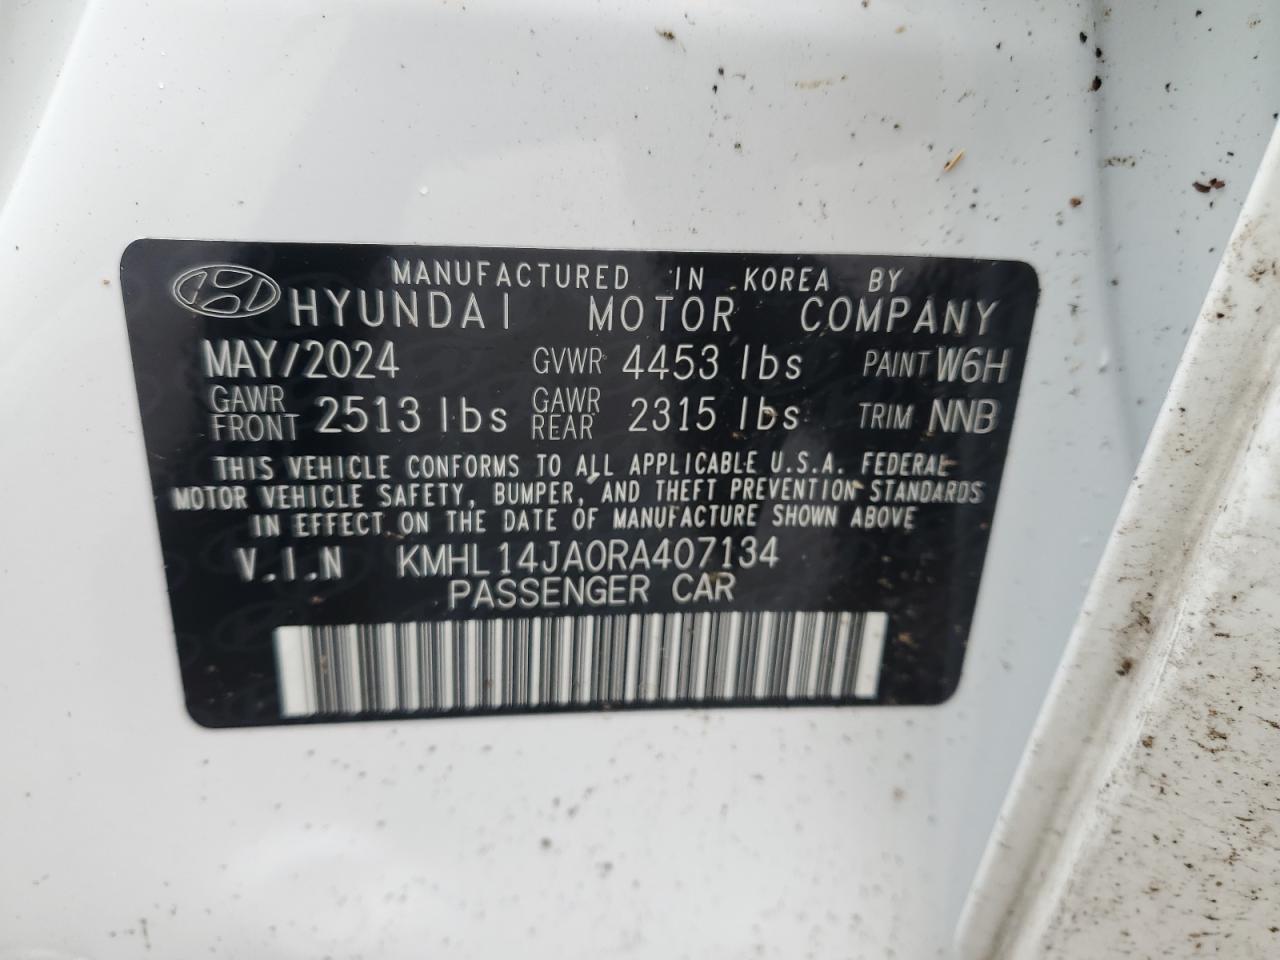 MANUFACTURED IN KOREA BY
HYUNDAI MOTOR COMPANY
MAY/2024 GVWR 4453 lbs PAINT W6H
GAWR FRONT 2513 lbs GAWR REAR 2315 lbs TRIM NNB
THIS VEHICLE CONFORMS TO ALL APPLICABLE U.S.A. FEDERAL
MOTOR VEHICLE SAFETY, BUMPER, AND THEFT PREVENTION STANDARDS
IN EFFECT ON THE DATE OF MANUFACTURE SHOWN ABOVE
V.I.N KMHL14JA0RA407134
PASSENGER CAR